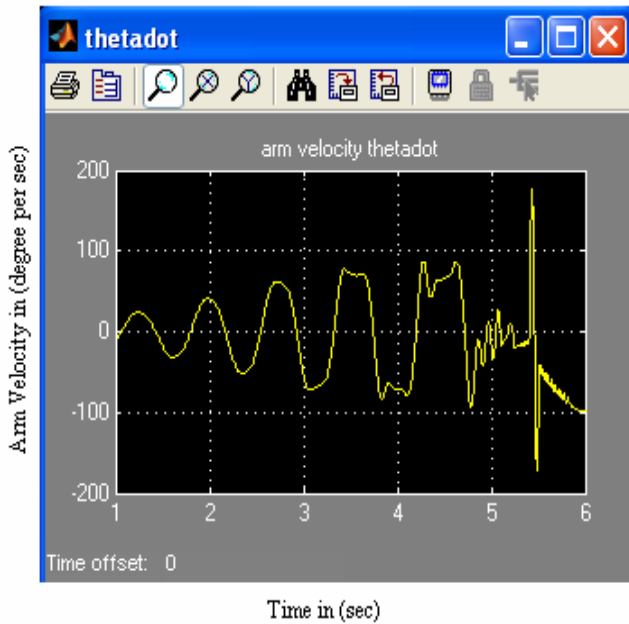 thetadot
arm velocity thetadot
Arm Velocity in (degree per sec)
200
100
0
-100
-200
1 2 3 4 5 6
Time offset: 0
Time in (sec)